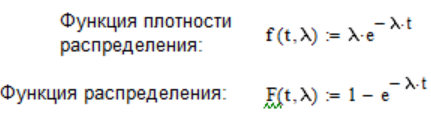 Функция плотности
распределения: f(t,λ) := λ·e^{−λ·t}
Функция распределения: F(t,λ) := 1 − e^{−λ·t}